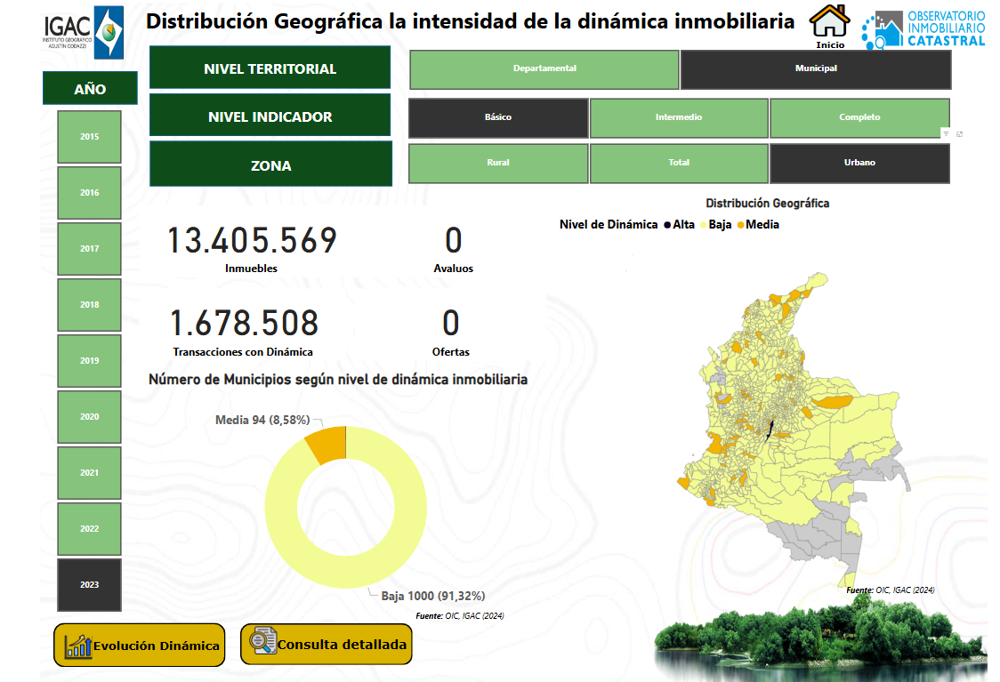 IGAC
INSTITUTO GEOGRÁFICO
AGUSTÍN CODAZZI
Distribución Geográfica la intensidad de la dinámica inmobiliaria
Inicio
OBSERVATORIO
INMOBILIARIO
CATASTRAL
AÑO
2015
2016
2017
2018
2019
2020
2021
2022
2023
NIVEL TERRITORIAL
Departamental
Municipal
NIVEL INDICADOR
Básico
Intermedio
Completo
ZONA
Rural
Total
Urbano
13.405.569
Inmuebles
0
Avaluos
1.678.508
Transacciones con Dinámica
0
Ofertas
Número de Municipios según nivel de dinámica inmobiliaria
Media 94 (8,58%)
Baja 1000 (91,32%)
Fuente: OIC, IGAC (2024)
Distribución Geográfica
Nivel de Dinámica Alta Baja Media
Fuente: OIC, IGAC (2024)
Evolución Dinámica
Consulta detallada